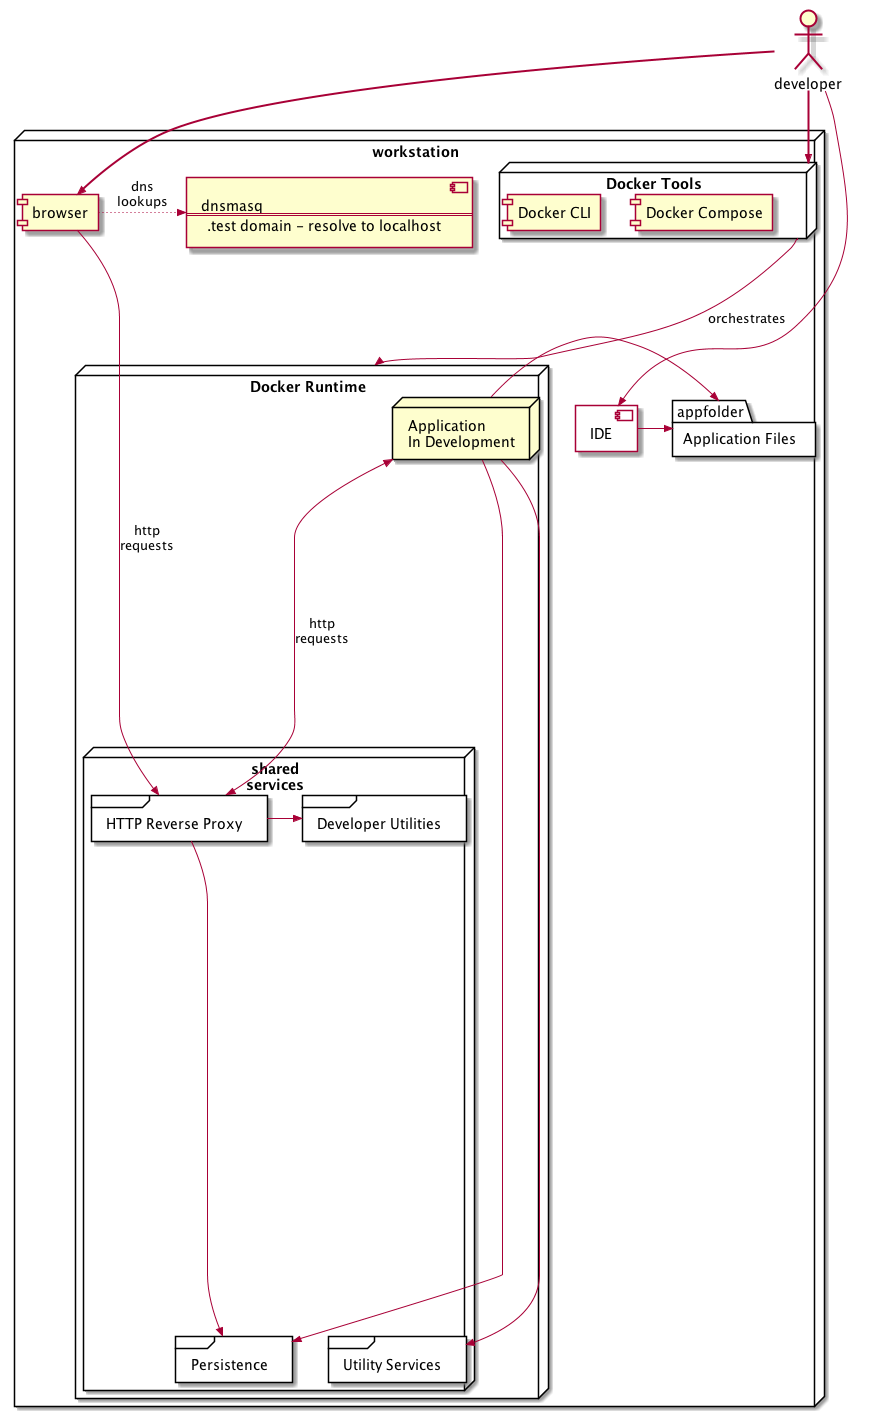 developer
workstation
dns
lookups
browser
dnsmasq
.test domain - resolve to localhost
Docker Tools
Docker CLI
Docker Compose
orchestrates
Docker Runtime
Application
In Development
IDE
appfolder
Application Files
http
requests
http
requests
shared
services
HTTP Reverse Proxy
Developer Utilities
Persistence
Utility Services